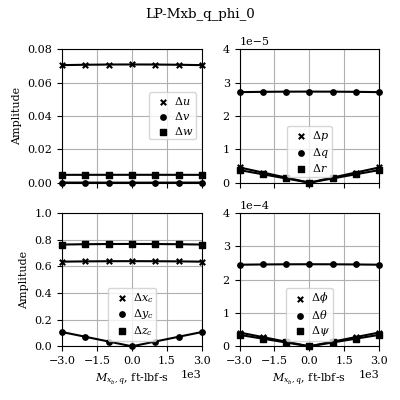 LP-Mxb_q_phi_0
1e−5
0.08
0.06
0.04
0.02
0.00
Amplitude
Δu
Δv
Δw
4
3
2
1
0
Δp
Δq
Δr
1e−4
1.0
0.8
0.6
0.4
0.2
0.0
Amplitude
Δx_c
Δy_c
Δz_c
4
3
2
1
0
Δϕ
Δθ
Δψ
−3.0 −1.5 0.0 1.5 3.0
−3.0 −1.5 0.0 1.5 3.0
M_{x_b, q}, ft-lbf-s 1e3
M_{x_b, q}, ft-lbf-s 1e3